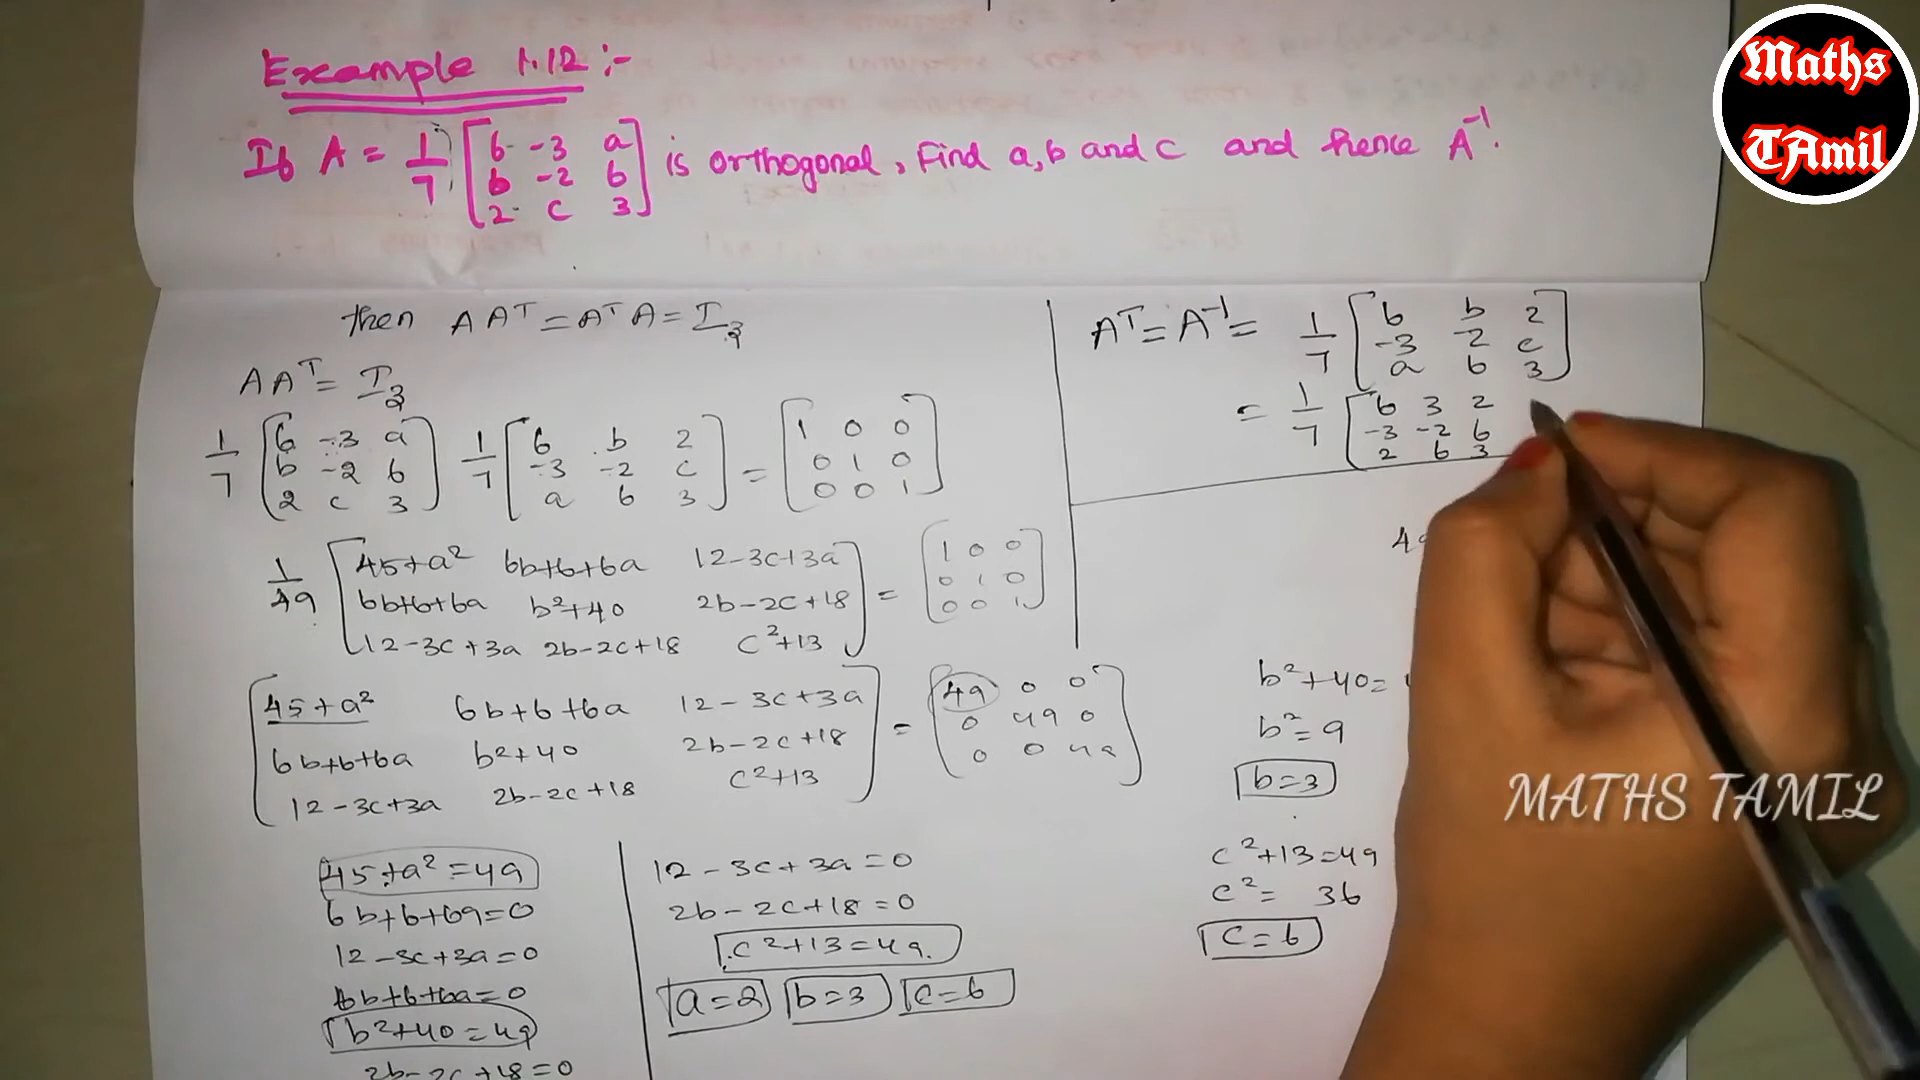 Example 1.12 :-
If A = 1/7 [6 -3 a
b -2 6
2 c 3] is orthogonal, Find a, b and c and hence A⁻¹.
Maths
TAmil
then A Aᵀ = Aᵀ A = I₃
A Aᵀ = I₃
1/7 [6 -3 a
b -2 6
2 c 3] 1/7 [6 b 2
-3 -2 c
a 6 3] = [1 0 0
0 1 0
0 0 1]
1/49 [45+a² 6b+6+6a 12-3c+3a
6b+6+6a b²+40 2b-2c+18
12-3c+3a 2b-2c+18 c²+13] = [1 0 0
0 1 0
0 0 1]
[45+a² 6b+6+6a 12-3c+3a
6b+6+6a b²+40 2b-2c+18
12-3c+3a 2b-2c+18 c²+13] = [49 0 0
0 49 0
0 0 49]
45+a²=49
6b+6+6a=0
12-3c+3a=0
6b+6+6a=0
b²+40=49
2b-2c+18=0
12-3c+3a=0
2b-2c+18=0
c²+13=49
a=2 b=3 c=6
Aᵀ = A⁻¹ = 1/7 [6 b 2
-3 -2 c
a 6 3]
= 1/7 [6 3 2
-3 -2 6
2 6 3
b²+40=
b²=9
b=3
MATHS TAMIL
c²+13=49
c²= 36
c=6